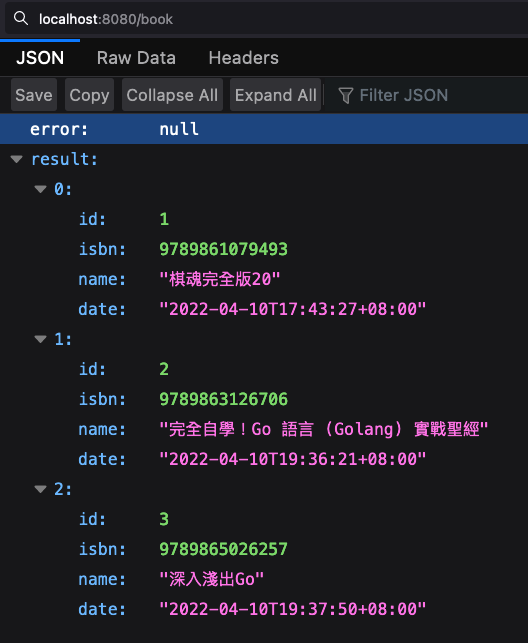 localhost:8080/book
JSON Raw Data Headers
Save Copy Collapse All Expand All Filter JSON
error: null
result:
0:
id: 1
isbn: 9789861079493
name: "棋魂完全版20"
date: "2022-04-10T17:43:27+08:00"
1:
id: 2
isbn: 9789863126706
name: "完全自學！Go 語言 (Golang) 實戰聖經"
date: "2022-04-10T19:36:21+08:00"
2:
id: 3
isbn: 9789865026257
name: "深入淺出Go"
date: "2022-04-10T19:37:50+08:00"